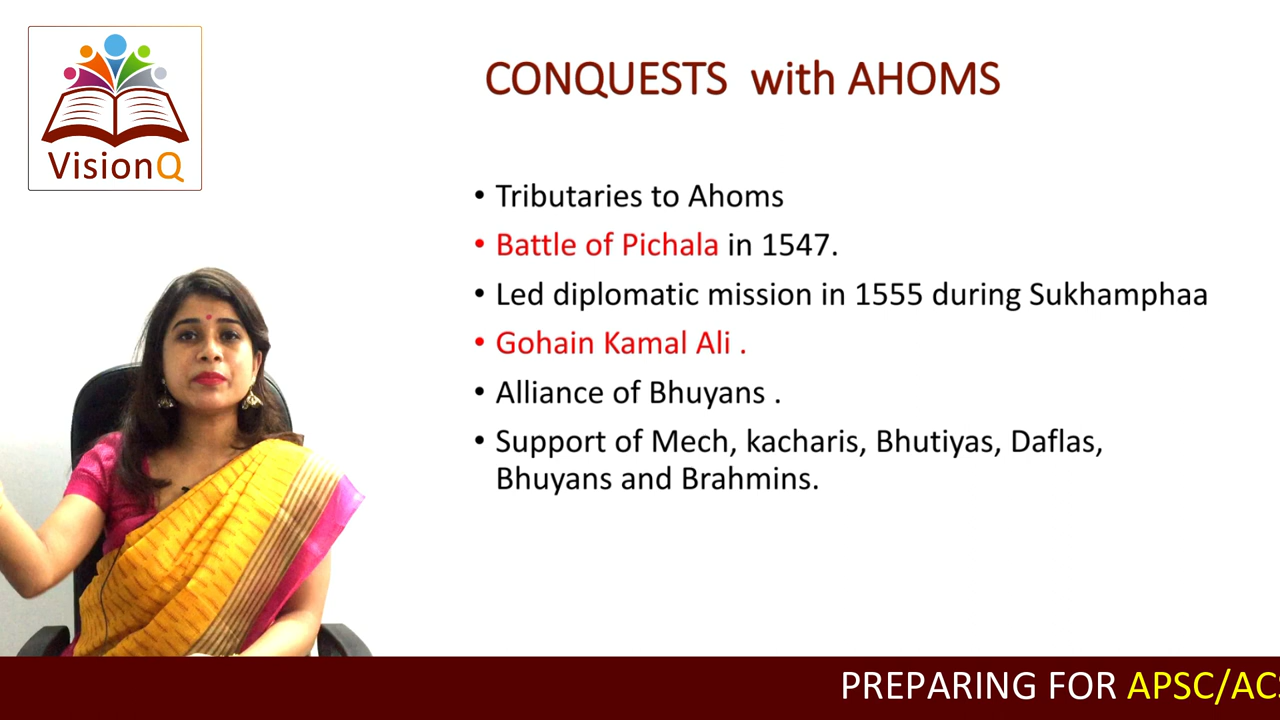 VisionQ
CONQUESTS with AHOMS
• Tributaries to Ahoms
• Battle of Pichala in 1547.
• Led diplomatic mission in 1555 during Sukhamphaa
• Gohain Kamal Ali .
• Alliance of Bhuyans .
• Support of Mech, kacharis, Bhutiyas, Daflas,
Bhuyans and Brahmins.
PREPARING FOR APSC/AC